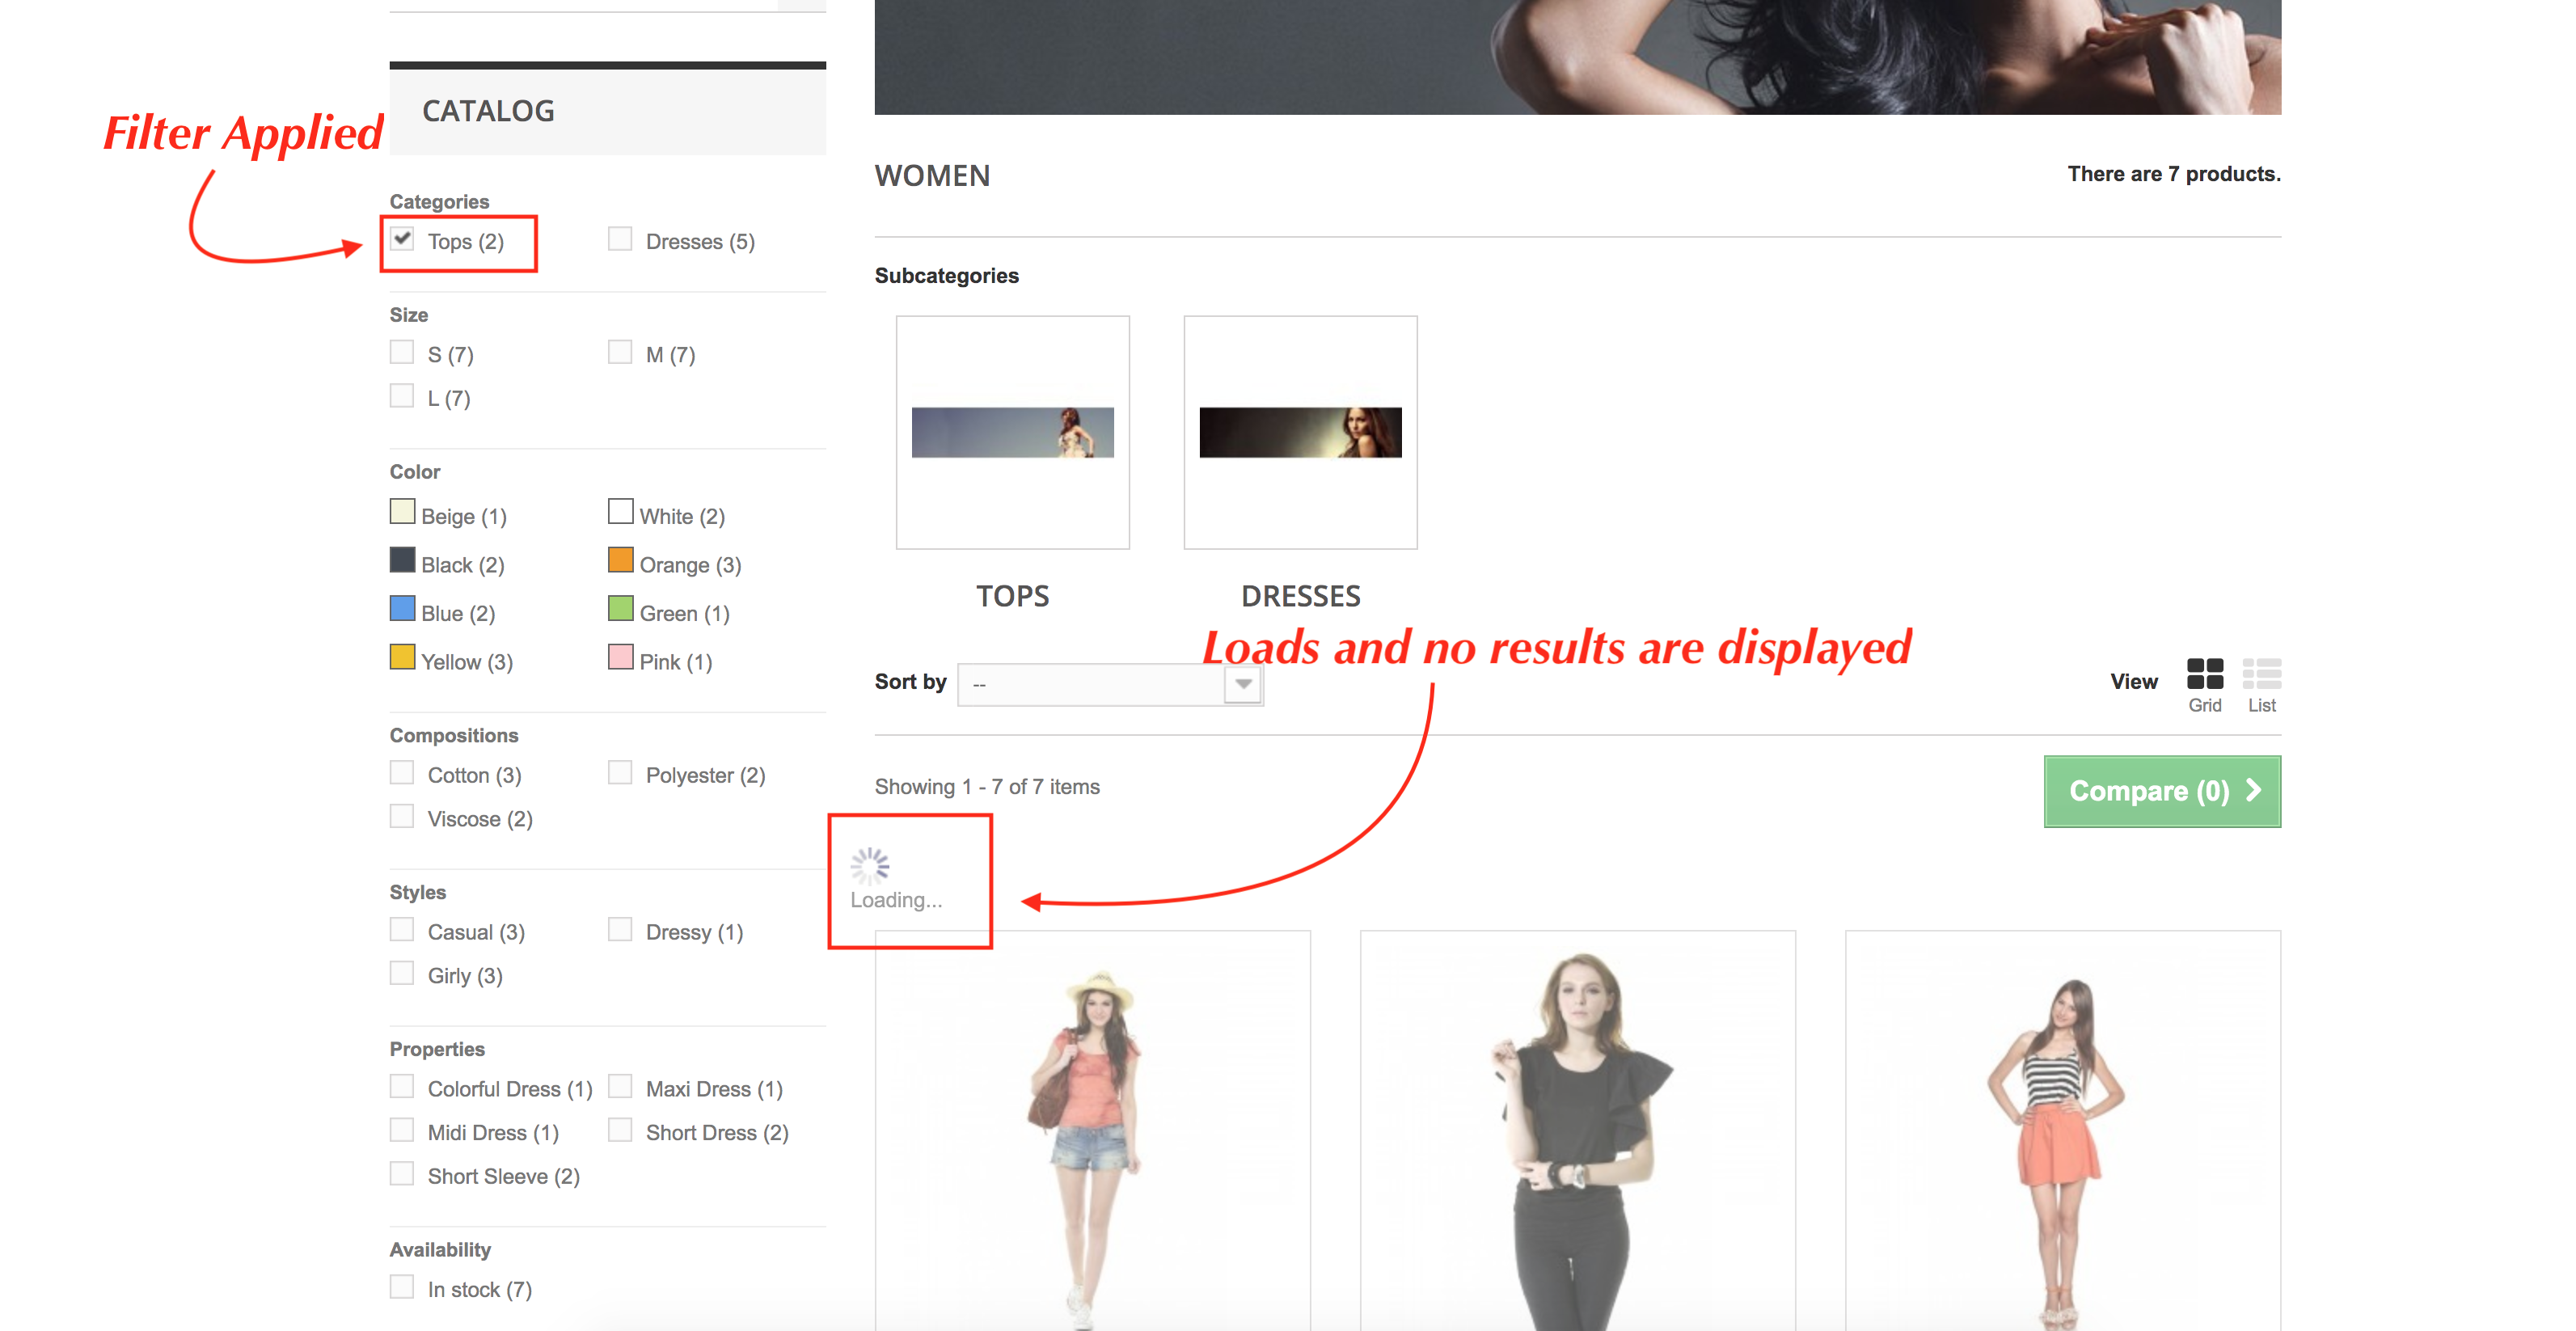 CATALOG
Filter Applied
Categories
Tops (2)
Dresses (5)
Size
S (7)
M (7)
L (7)
Color
Beige (1)
White (2)
Black (2)
Orange (3)
Blue (2)
Green (1)
Yellow (3)
Pink (1)
Compositions
Cotton (3)
Polyester (2)
Viscose (2)
Styles
Casual (3)
Dressy (1)
Girly (3)
Properties
Colorful Dress (1)
Maxi Dress (1)
Midi Dress (1)
Short Dress (2)
Short Sleeve (2)
Availability
In stock (7)
WOMEN
There are 7 products.
Subcategories
TOPS
DRESSES
Loads and no results are displayed
Sort by
--
View
Grid
List
Showing 1 - 7 of 7 items
Compare (0)
Loading...